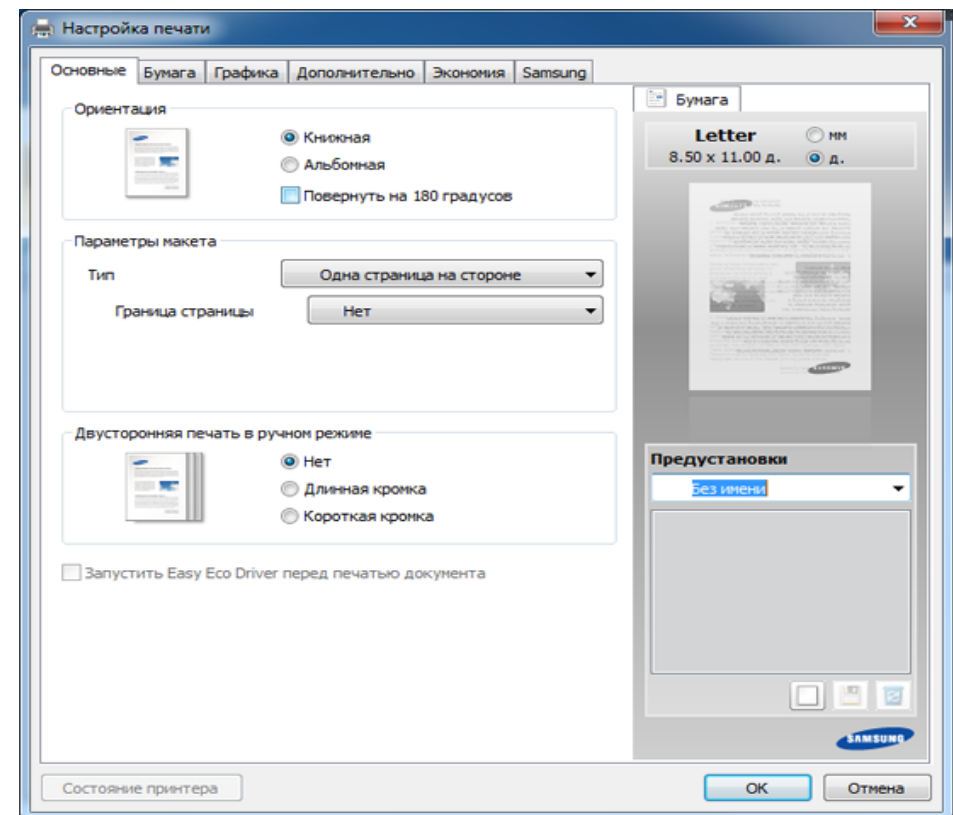 Настройка печати
Основные Бумага Графика Дополнительно Экономия Samsung
Ориентация
Книжная
Альбомная
Повернуть на 180 градусов
Параметры макета
Тип Одна страница на стороне
Граница страницы Нет
Двусторонняя печать в ручном режиме
Нет
Длинная кромка
Короткая кромка
Запустить Easy Eco Driver перед печатью документа
Бумага
Letter мм
8.50 x 11.00 д. д.
Предустановки
Без имени
SAMSUNG
Состояние принтера OK Отмена